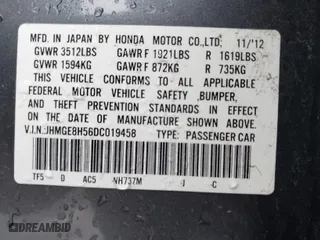 MFD. IN JAPAN BY HONDA MOTOR CO.,LTD. 11/'12
GVWR 3512LBS GAWR F 1921LBS R 1619LBS
GVWR 1594KG GAWR F 872KG R 735KG
THIS VEHICLE CONFORMS TO ALL APPLICABLE
FEDERAL MOTOR VEHICLE SAFETY ,BUMPER,
AND THEFT PREVENTION STANDARDS IN
EFFECT ON THE DATE OF MANUFACTURE SHOWN ABOVE.
V.I.N.:JHMGE8H56DC019458 TYPE: PASSENGER CAR
TF5 D AC5 NH737M I C
DREAMBID